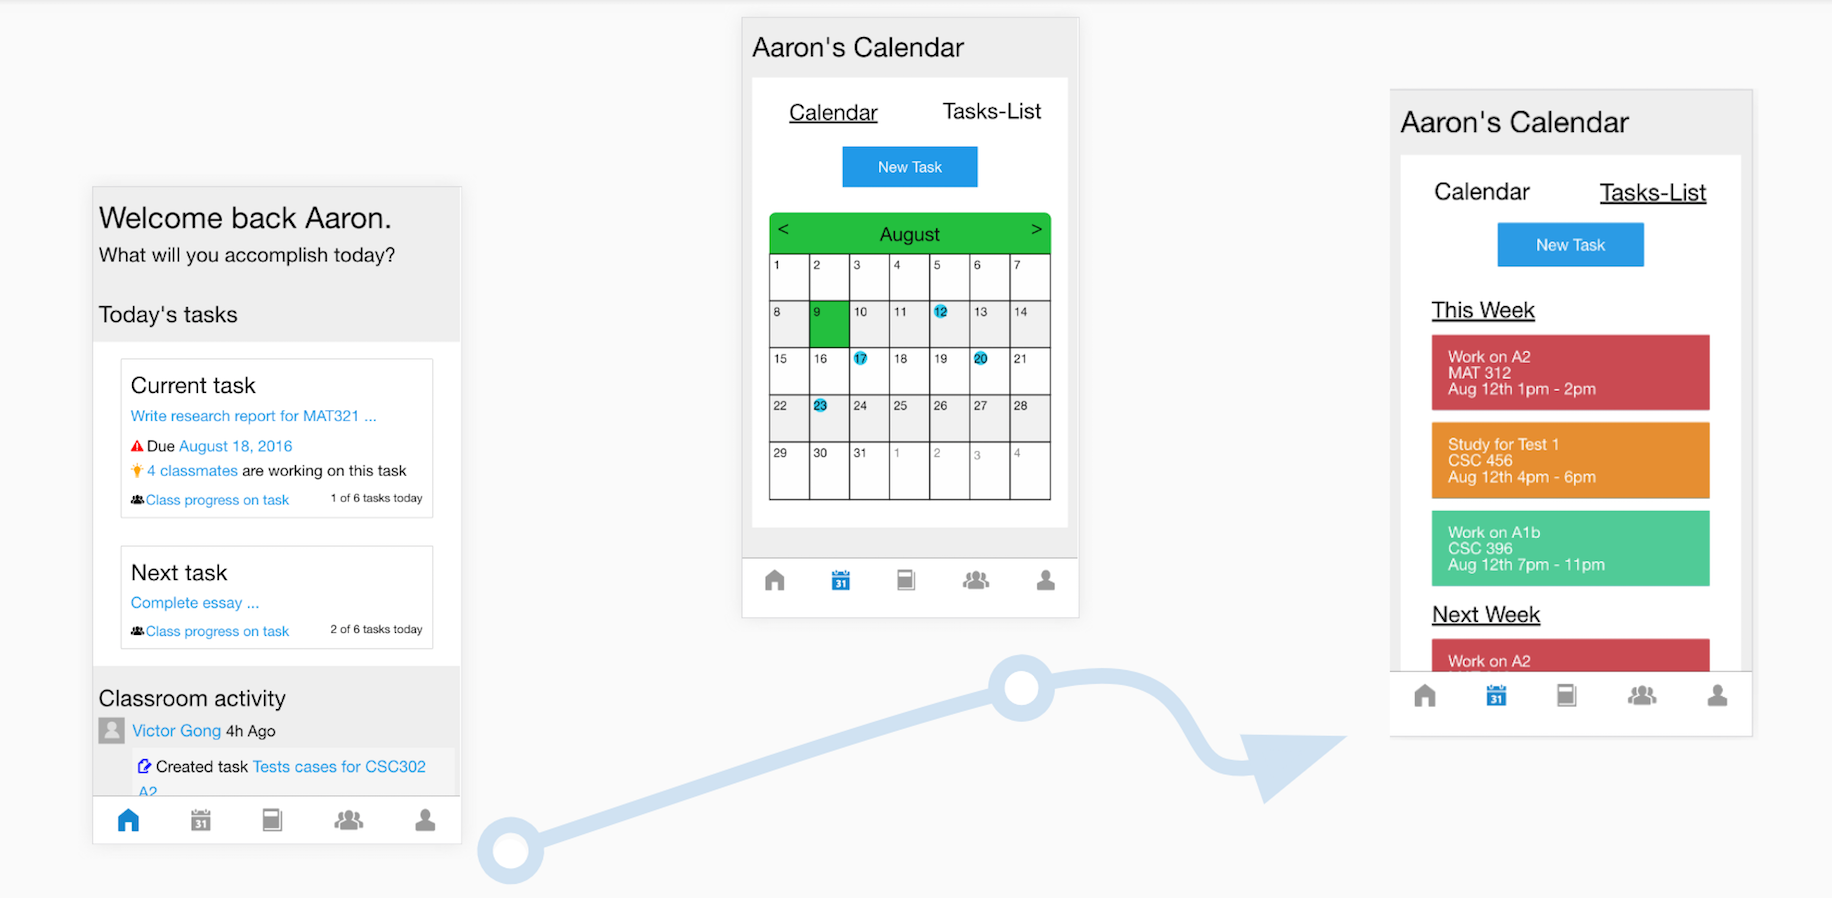 Welcome back Aaron.
What will you accomplish today?
Today's tasks
Current task
Write research report for MAT321 ...
Due August 18, 2016
4 classmates are working on this task
Class progress on task 1 of 6 tasks today
Next task
Complete essay ...
Class progress on task 2 of 6 tasks today
Classroom activity
Victor Gong 4h Ago
Created task Tests cases for CSC302
A2
31
Aaron's Calendar
Calendar Tasks-List
New Task
< August >
1 2 3 4 5 6 7
8 9 10 11 12 13 14
15 16 17 18 19 20 21
22 23 24 25 26 27 28
29 30 31 1 2 3 4
31
Aaron's Calendar
Calendar Tasks-List
New Task
This Week
Work on A2
MAT 312
Aug 12th 1pm - 2pm
Study for Test 1
CSC 456
Aug 12th 4pm - 6pm
Work on A1b
CSC 396
Aug 12th 7pm - 11pm
Next Week
Work on A2
31